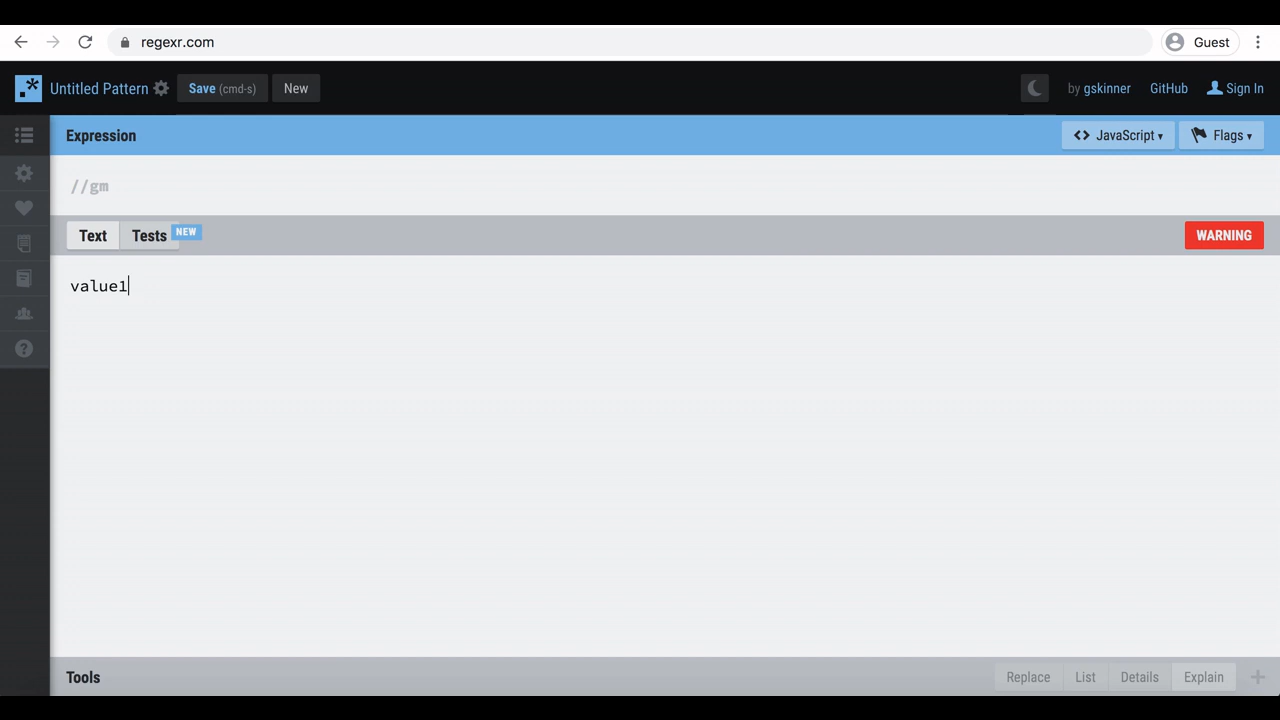 regexr.com
Guest
Untitled Pattern Save (cmd-s) New
by gskinner GitHub Sign In
Expression
<> JavaScript ▾ Flags ▾
//gm
Text Tests NEW
WARNING
value1
Tools
Replace List Details Explain +